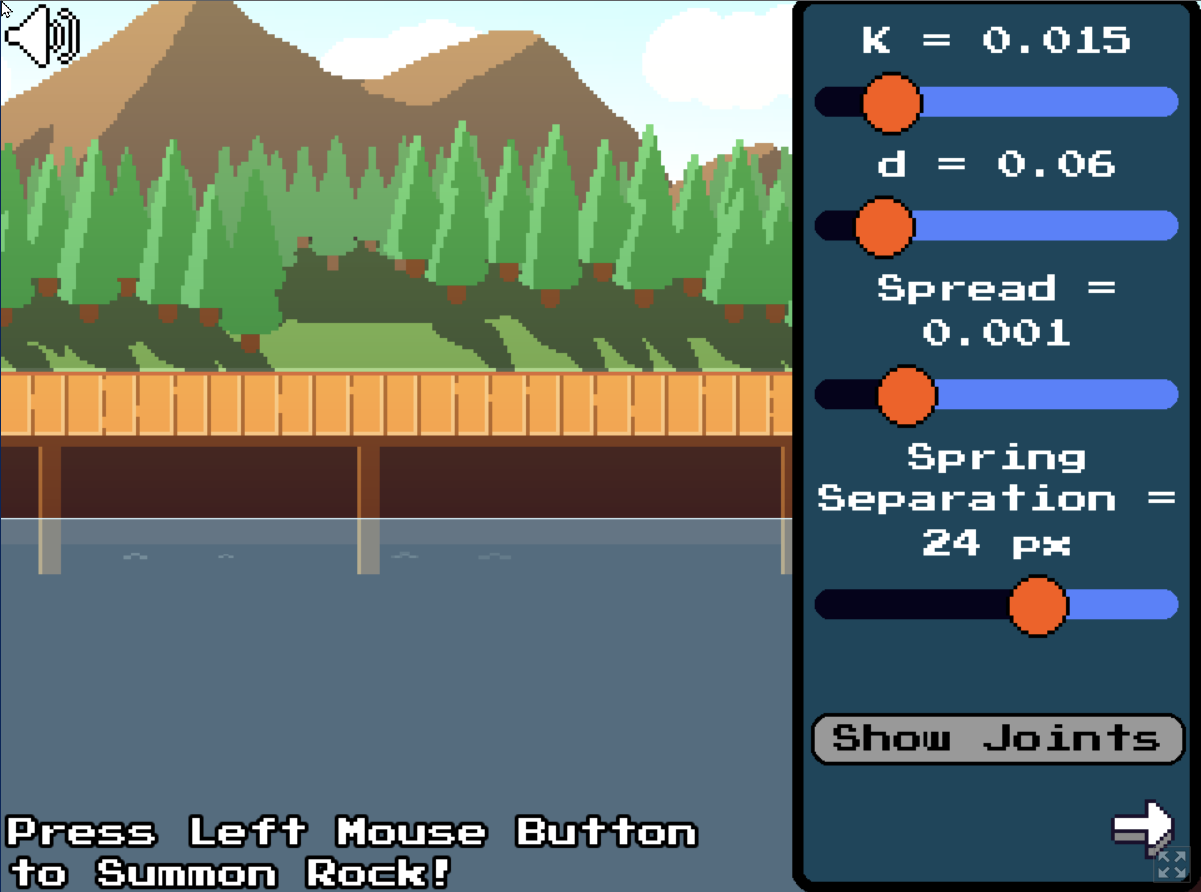 K = 0.015
d = 0.06
Spread =
0.001
Spring
Separation =
24 px
Show Joints
Press Left Mouse Button
to Summon Rock!